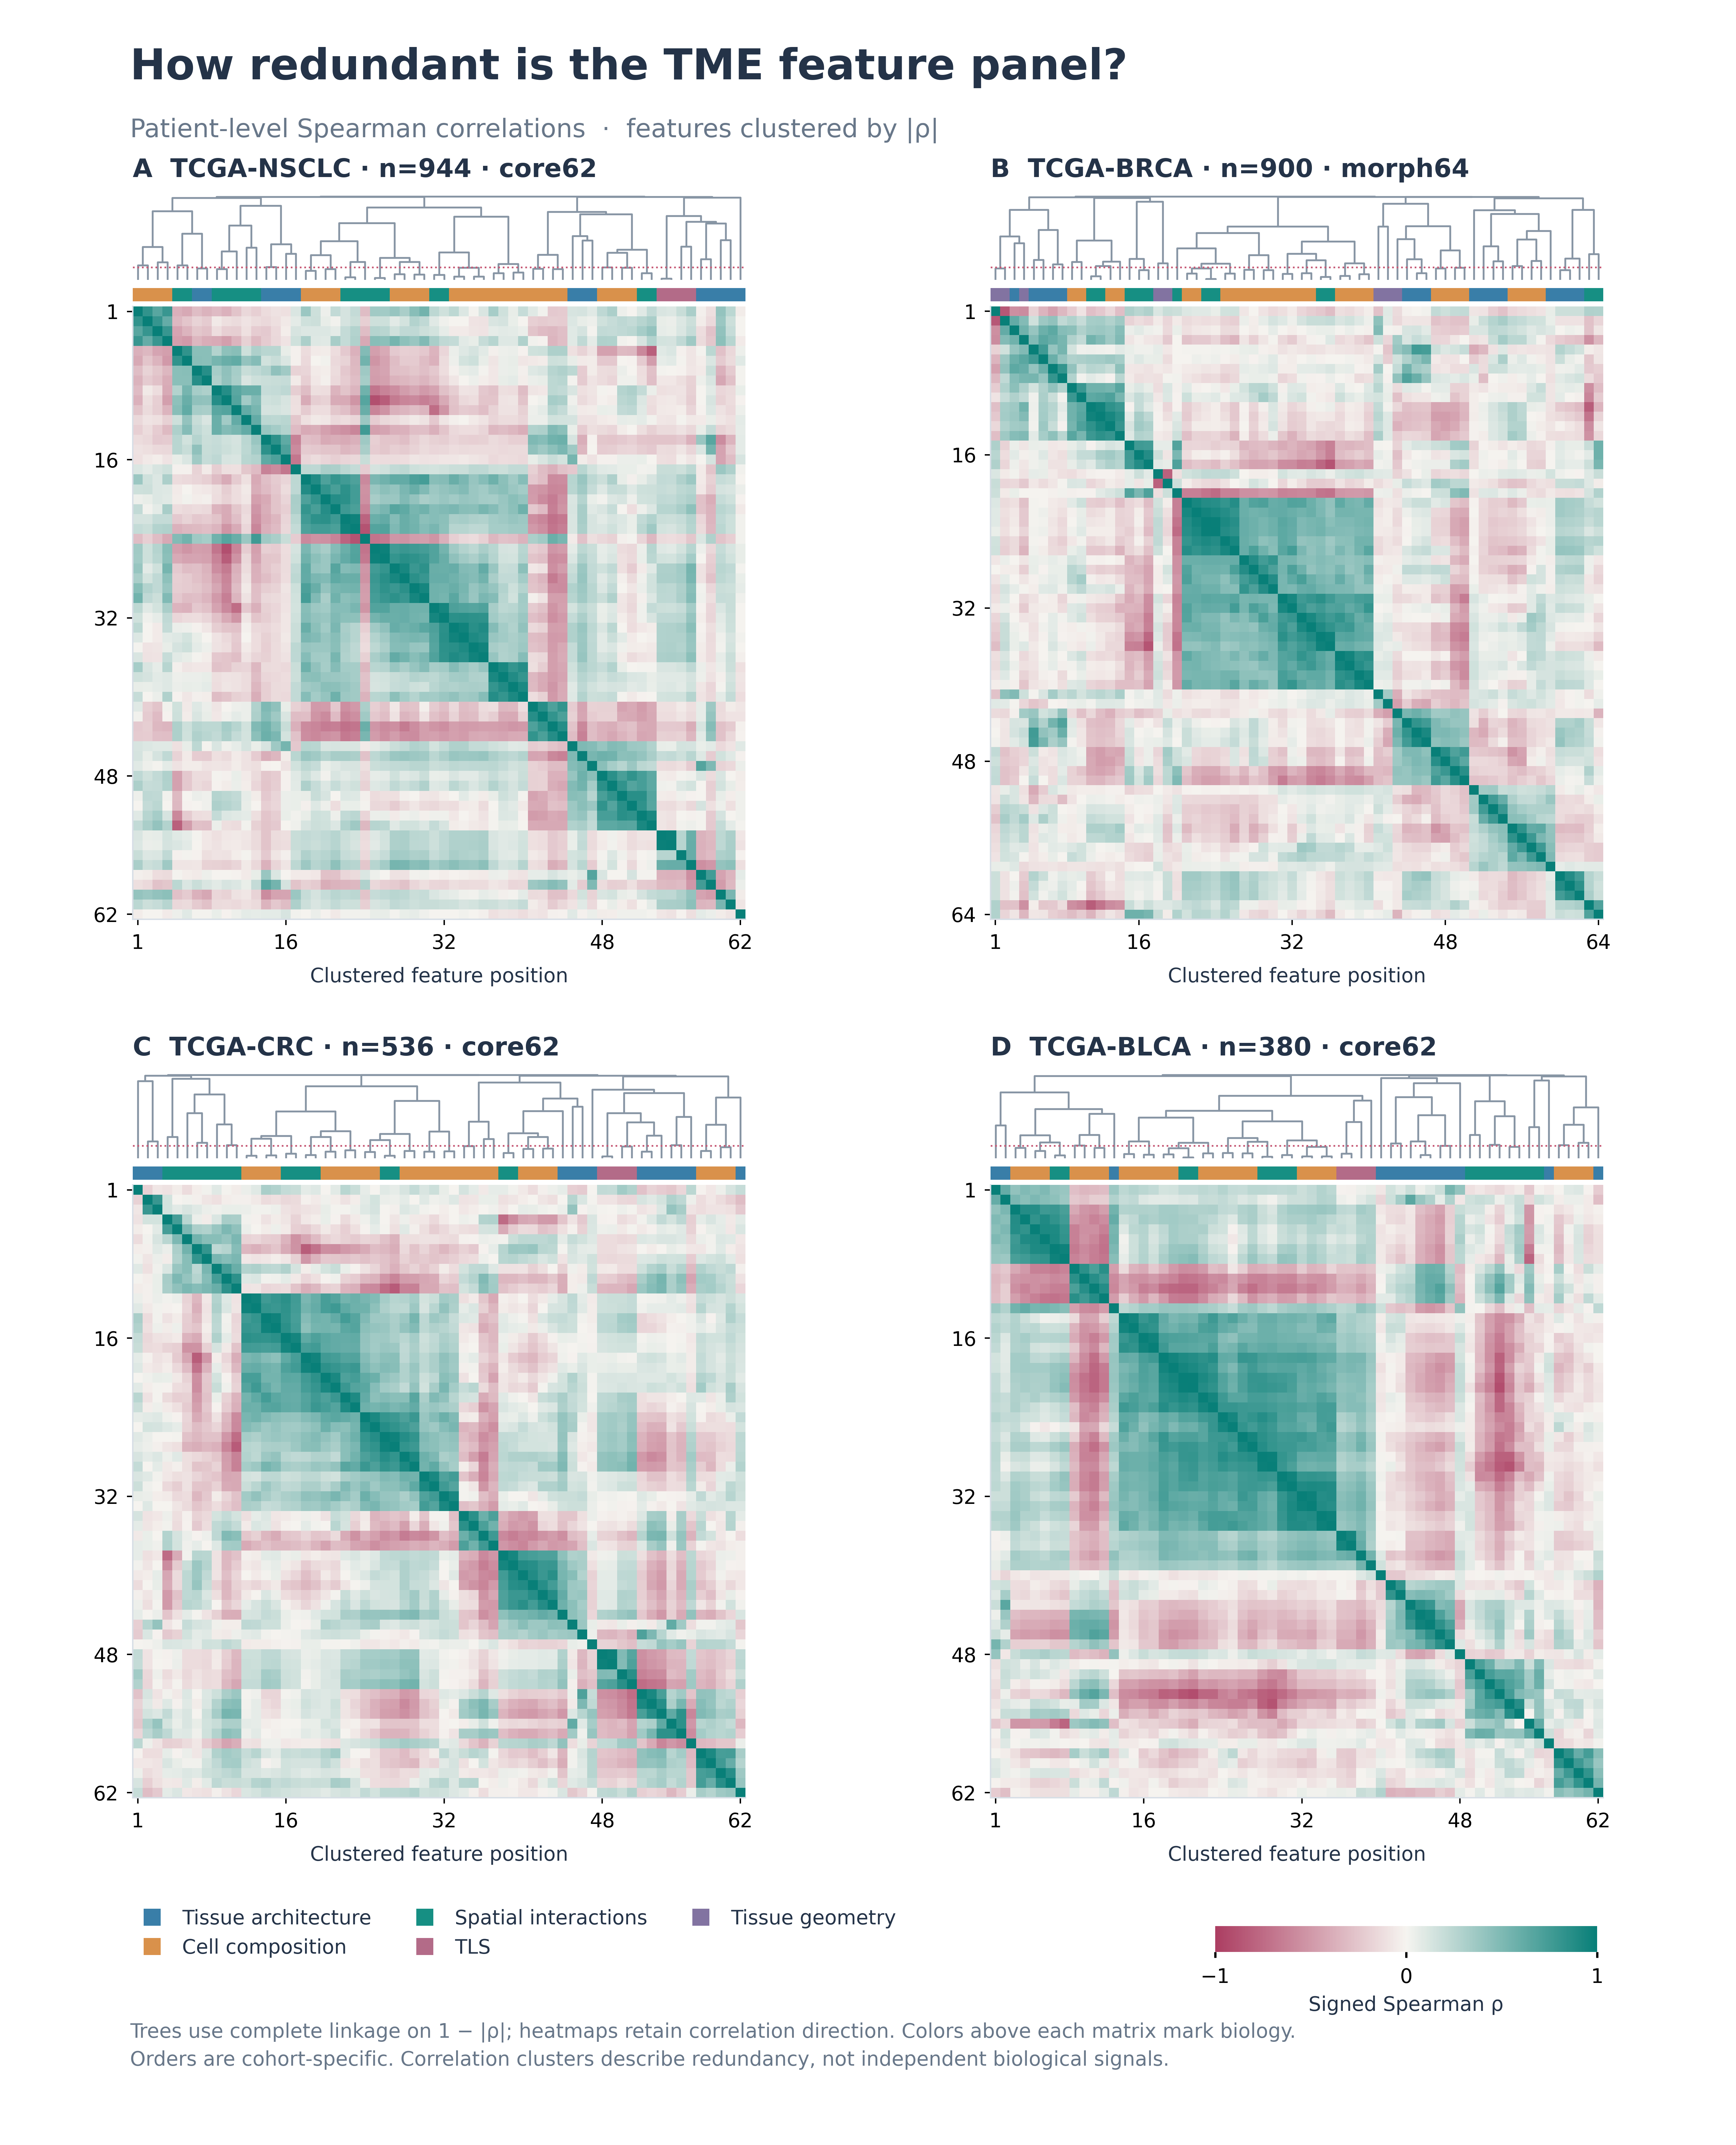 How redundant is the TME feature panel?
Patient-level Spearman correlations · features clustered by |ρ|
A TCGA-NSCLC · n=944 · core62
1
16
32
48
62
1 16 32 48 62
Clustered feature position
B TCGA-BRCA · n=900 · morph64
1
16
32
48
64
1 16 32 48 64
Clustered feature position
C TCGA-CRC · n=536 · core62
1
16
32
48
62
1 16 32 48 62
Clustered feature position
D TCGA-BLCA · n=380 · core62
1
16
32
48
62
1 16 32 48 62
Clustered feature position
Tissue architecture Spatial interactions Tissue geometry
Cell composition TLS
−1 0 1
Signed Spearman ρ
Trees use complete linkage on 1 − |ρ|; heatmaps retain correlation direction. Colors above each matrix mark biology.
Orders are cohort-specific. Correlation clusters describe redundancy, not independent biological signals.